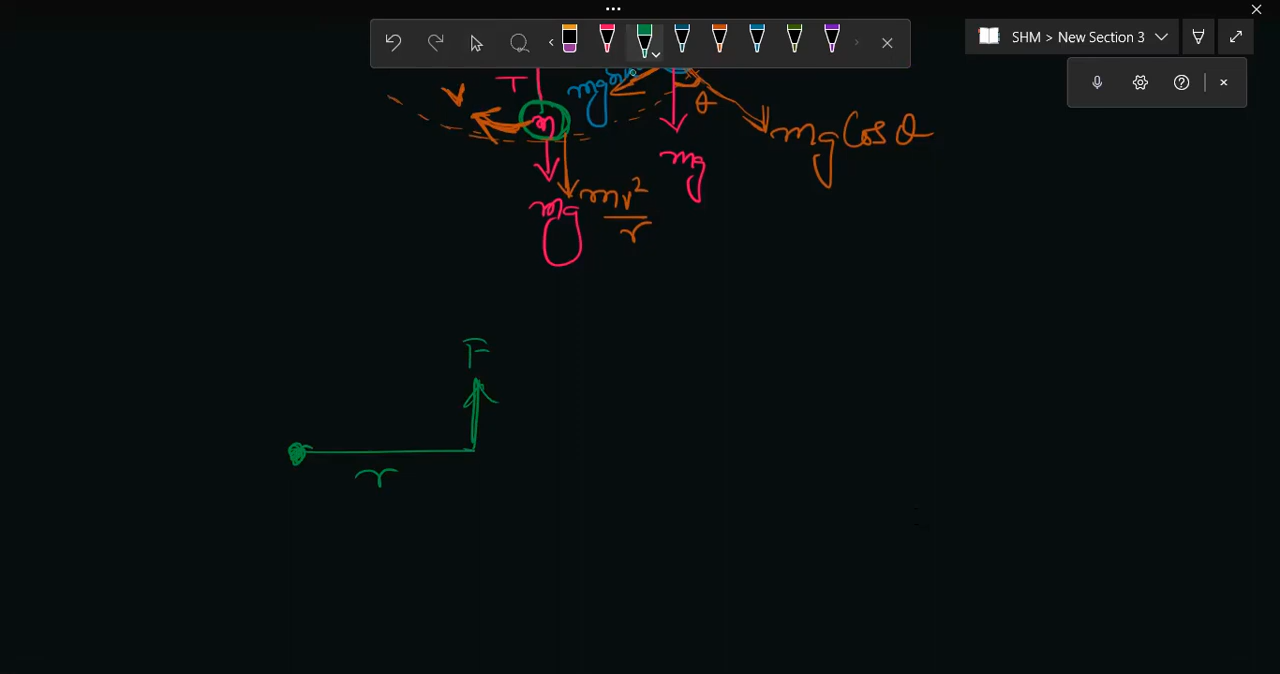 SHM > New Section 3
T
mg
θ
v
m
mg Cos θ
mg
mg
mv²
r
F
r